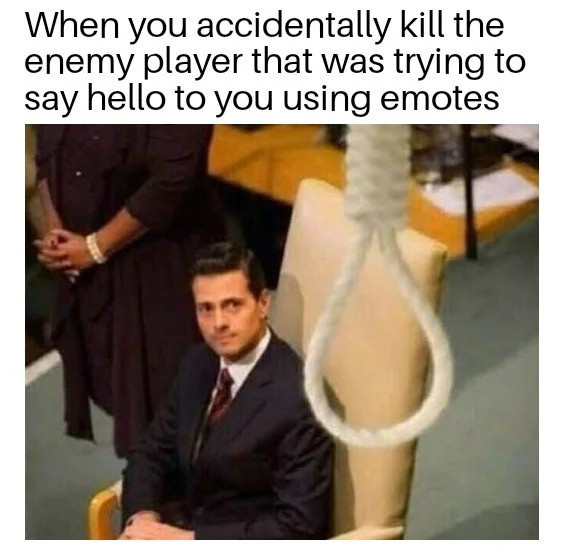 When you accidentally kill the
enemy player that was trying to
say hello to you using emotes